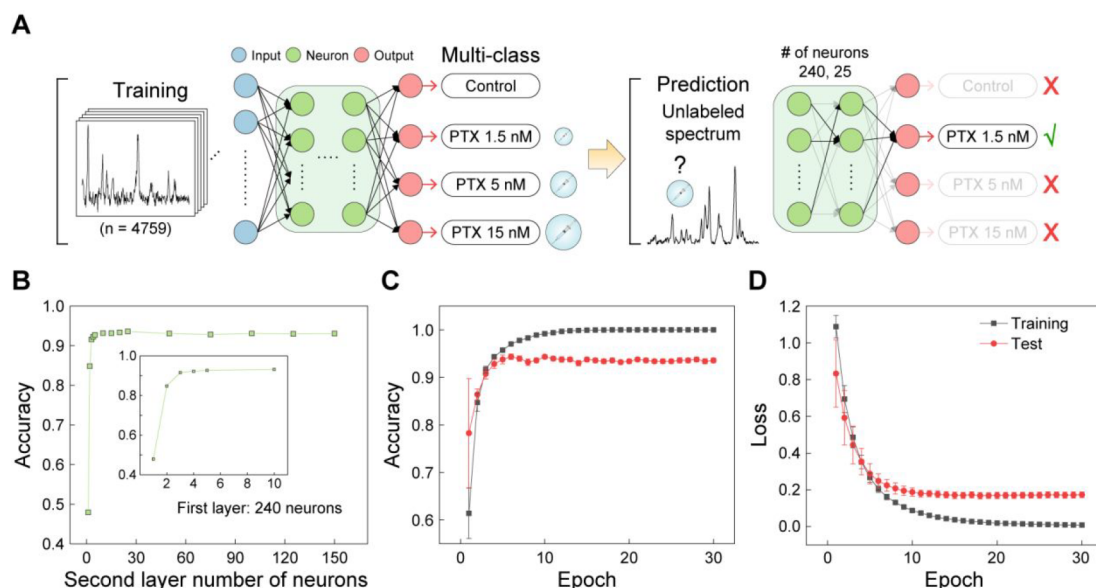 A
Input
Neuron
Output
Multi-class
Training
(n = 4759)
Control
PTX 1.5 nM
PTX 5 nM
PTX 15 nM
Prediction
Unlabeled
spectrum
?
# of neurons
240, 25
Control
X
PTX 1.5 nM
√
PTX 5 nM
X
PTX 15 nM
X
B
1.0
0.9
0.8
0.7
0.6
0.5
0.4
Accuracy
0 30 60 90 120 150
Second layer number of neurons
1.0
0.8
0.6
0.4
2 4 6 8 10
First layer: 240 neurons
C
1.0
0.9
0.8
0.7
0.6
Accuracy
0 10 20 30
Epoch
D
1.2
1.0
0.8
0.6
0.4
0.2
0.0
Loss
Training
Test
0 10 20 30
Epoch